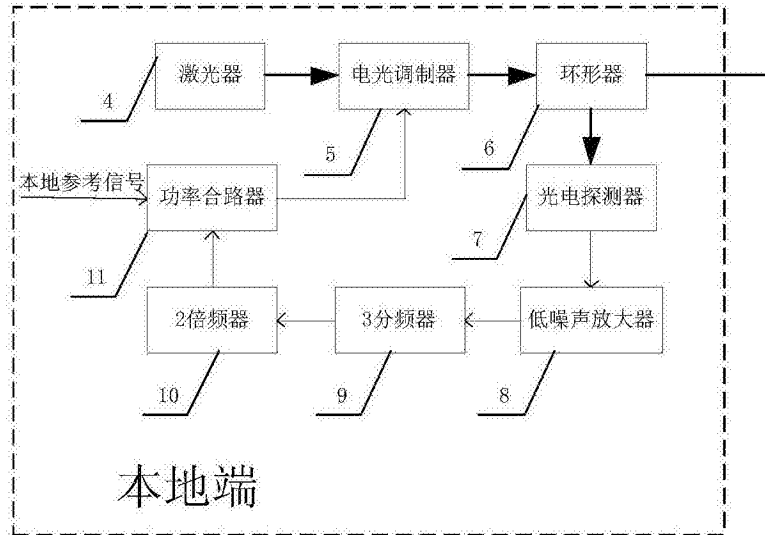 激光器
电光调制器
环形器
4
5
6
本地参考信号
功率合路器
光电探测器
11
7
2倍频器
3分频器
低噪声放大器
10
9
8
本地端